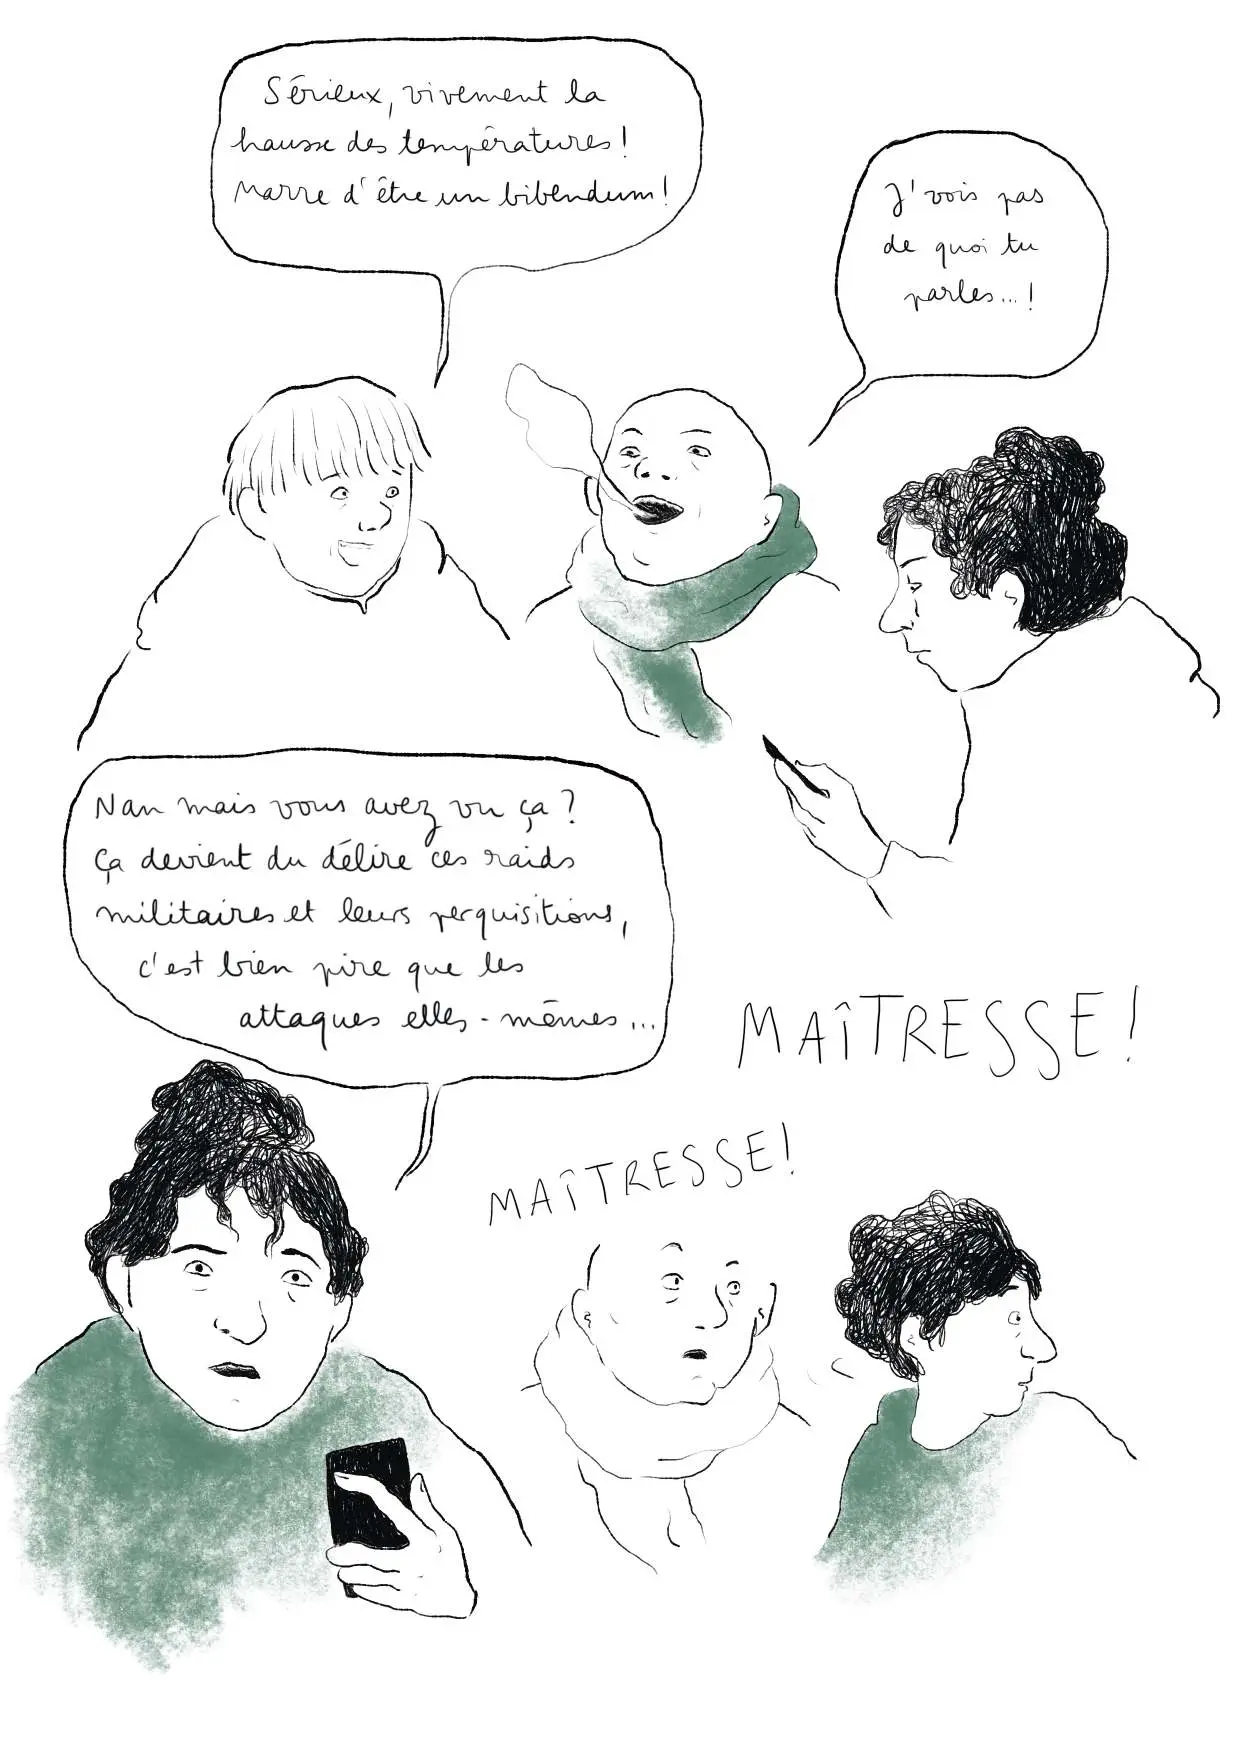 Sérieux, vivement la
hausse des températures !
Marre d'être un bibendum !
J'vois pas
de quoi tu
parles... !
Nan mais vous avez vu ça ?
Ça devient du délire ces raids
militaires et leurs perquisitions,
c'est bien pire que les
attaques elles-mêmes...
MAÎTRESSE !
MAÎTRESSE !